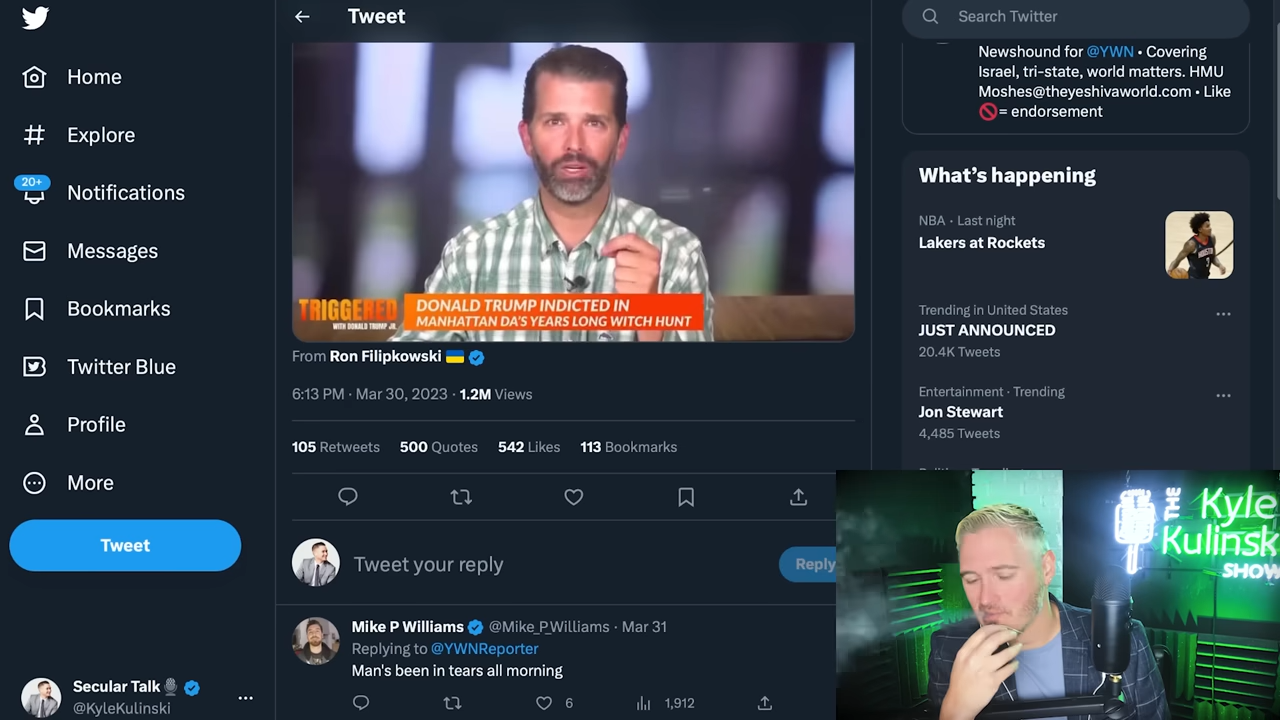 Home
Explore
20+
Notifications
Messages
Bookmarks
Twitter Blue
Profile
More
Tweet
Secular Talk
@KyleKulinski
Tweet
TRIGGERED
WITH DONALD TRUMP JR.
DONALD TRUMP INDICTED IN
MANHATTAN DA'S YEARS LONG WITCH HUNT
From Ron Filipkowski
6:13 PM · Mar 30, 2023 · 1.2M Views
105 Retweets 500 Quotes 542 Likes 113 Bookmarks
Tweet your reply
Reply
Mike P Williams @Mike_P_Williams · Mar 31
Replying to @YWNReporter
Man's been in tears all morning
6 1,912
Search Twitter
Newshound for @YWN • Covering
Israel, tri-state, world matters. HMU
Moshes@theyeshivaworld.com • Like
🚫= endorsement
What's happening
NBA · Last night
Lakers at Rockets
Trending in United States
JUST ANNOUNCED
20.4K Tweets
Entertainment · Trending
Jon Stewart
4,485 Tweets
THE
Kyle
Kulinsk
SHOW